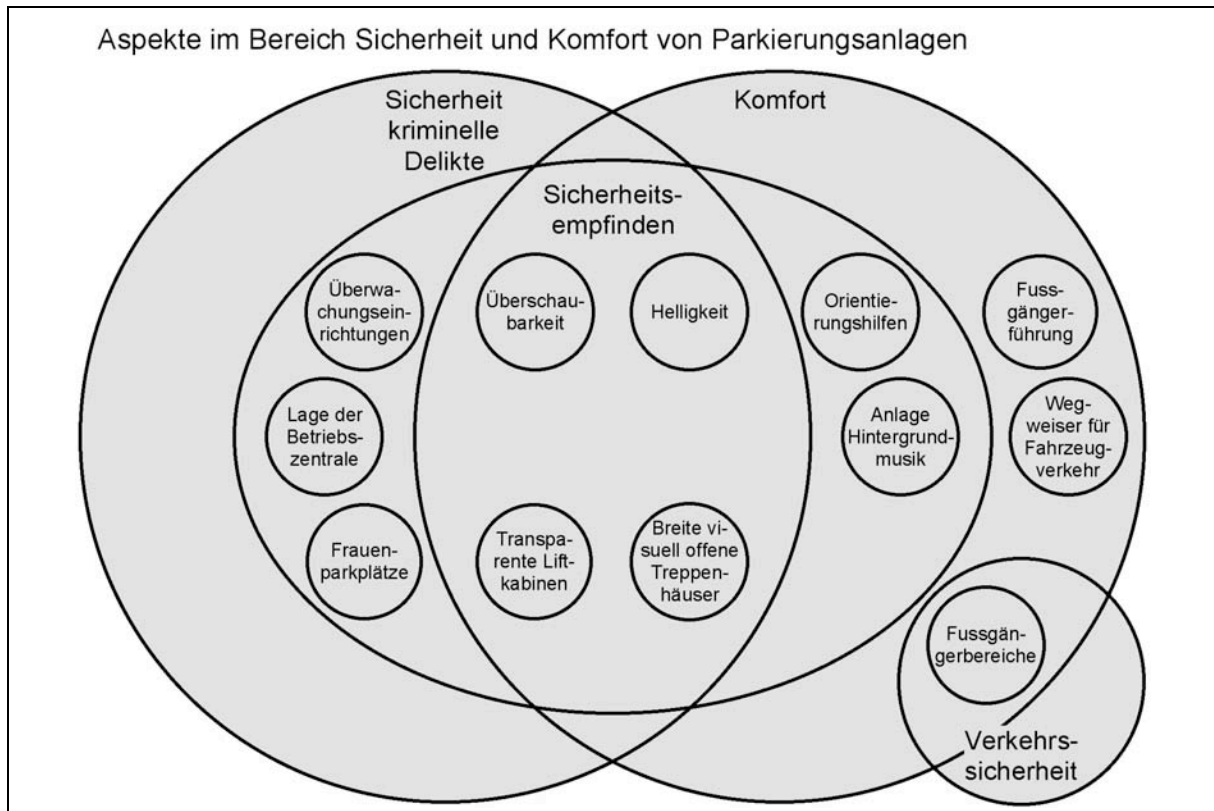 Aspekte im Bereich Sicherheit und Komfort von Parkierungsanlagen
Sicherheit
kriminelle
Delikte
Komfort
Sicherheits-
empfinden
Überwa-
chungsein-
richtungen
Überschau-
barkeit
Helligkeit
Orientie-
rungshilfen
Fuss-
gänger-
führung
Lage der
Betriebs-
zentrale
Anlage
Hintergrund-
musik
Weg-
weiser für
Fahrzeug-
verkehr
Frauen-
parkplätze
Transpa-
rente Lift-
kabinen
Breite vi-
suell offene
Treppen-
häuser
Fussgän-
gerbereiche
Verkehrs-
sicherheit